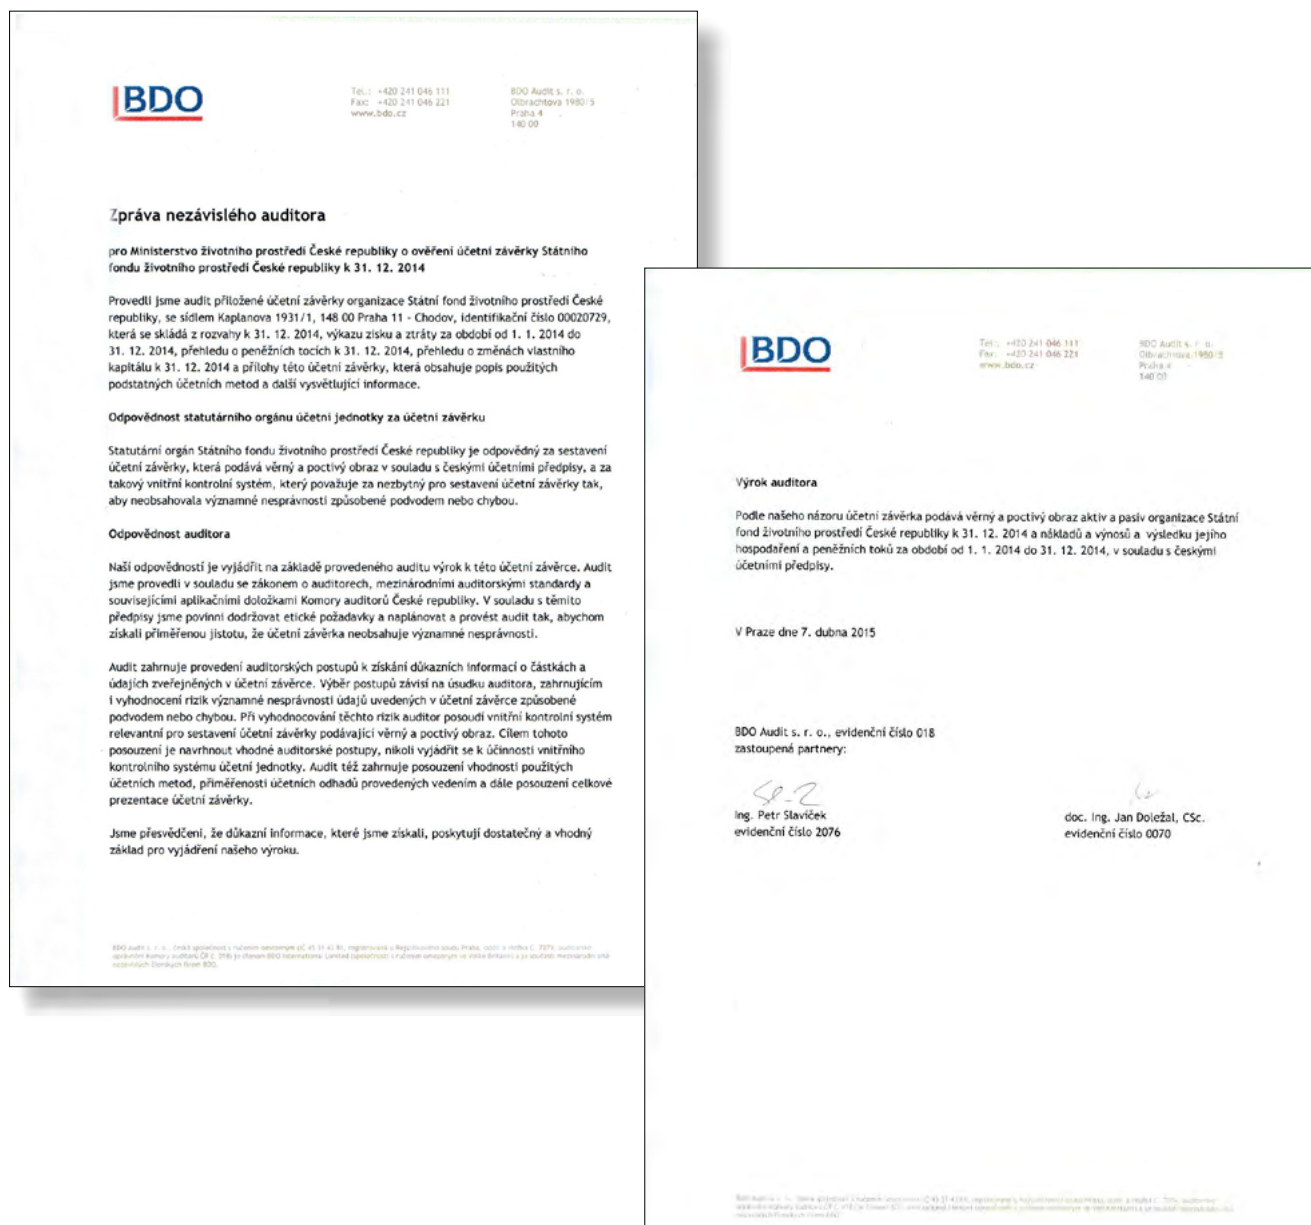 BDO
Tel.: +420 241 046 111
Fax: +420 241 046 221
www.bdo.cz
BDO Audit s. r. o.
Olbrachtova 1980/5
Praha 4
140 00
Zpráva nezávislého auditora
pro Ministerstvo životního prostředí České republiky o ověření účetní závěrky Státního
fondu životního prostředí České republiky k 31. 12. 2014
Provedli jsme audit přiložené účetní závěrky organizace Státní fond životního prostředí České
republiky, se sídlem Kaplanova 1931/1, 148 00 Praha 11 - Chodov, identifikační číslo 00020729,
která se skládá z rozvahy k 31. 12. 2014, výkazu zisku a ztráty za období od 1. 1. 2014 do
31. 12. 2014, přehledu o peněžních tocích k 31. 12. 2014, přehledu o změnách vlastního
kapitálu k 31. 12. 2014 a přílohy této účetní závěrky, která obsahuje popis použitých
podstatných účetních metod a další vysvětlující informace.
Odpovědnost statutárního orgánu účetní jednotky za účetní závěrku
Statutární orgán Státního fondu životního prostředí České republiky je odpovědný za sestavení
účetní závěrky, která podává věrný a poctivý obraz v souladu s českými účetními předpisy, a za
takový vnitřní kontrolní systém, který považuje za nezbytný pro sestavení účetní závěrky tak,
aby neobsahovala významné nesprávnosti způsobené podvodem nebo chybou.
Odpovědnost auditora
Naší odpovědností je vyjádřit na základě provedeného auditu výrok k této účetní závěrce. Audit
jsme provedli v souladu se zákonem o auditorech, mezinárodními auditorskými standardy a
souvisejícími aplikačními doložkami Komory auditorů České republiky. V souladu s těmito
předpisy jsme povinni dodržovat etické požadavky a naplánovat a provést audit tak, abychom
získali přiměřenou jistotu, že účetní závěrka neobsahuje významné nesprávnosti.
Audit zahrnuje provedení auditorských postupů k získání důkazních informací o částkách a
údajích zveřejněných v účetní závěrce. Výběr postupů závisí na úsudku auditora, zahrnujícím
i vyhodnocení rizik významné nesprávnosti údajů uvedených v účetní závěrce způsobené
podvodem nebo chybou. Při vyhodnocování těchto rizik auditor posoudí vnitřní kontrolní systém
relevantní pro sestavení účetní závěrky podávající věrný a poctivý obraz. Cílem tohoto
posouzení je navrhnout vhodné auditorské postupy, nikoli vyjádřit se k účinnosti vnitřního
kontrolního systému účetní jednotky. Audit též zahrnuje posouzení vhodnosti použitých
účetních metod, přiměřenosti účetních odhadů provedených vedením a dále posouzení celkové
prezentace účetní závěrky.
Jsme přesvědčeni, že důkazní informace, které jsme získali, poskytují dostatečný a vhodný
základ pro vyjádření našeho výroku.
BDO
Tel.: +420 241 046 111
Fax: +420 241 046 221
www.bdo.cz
BDO Audit s. r. o.
Olbrachtova 1980/5
Praha 4
140 00
Výrok auditora
Podle našeho názoru účetní závěrka podává věrný a poctivý obraz aktiv a pasiv organizace Státní
fond životního prostředí České republiky k 31. 12. 2014 a nákladů a výnosů a výsledku jejího
hospodaření a peněžních toků za období od 1. 1. 2014 do 31. 12. 2014, v souladu s českými
účetními předpisy.
V Praze dne 7. dubna 2015
BDO Audit s. r. o., evidenční číslo 018
zastoupená partnery:
Ing. Petr Slavíček
evidenční číslo 2076
doc. Ing. Jan Doležal, CSc.
evidenční číslo 0070